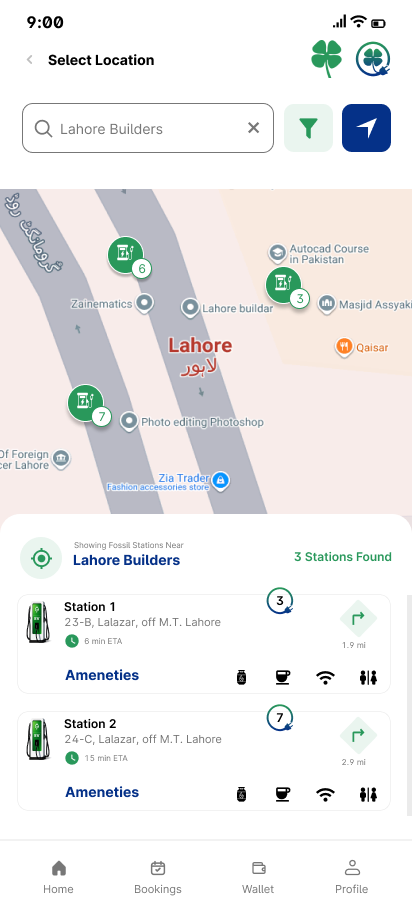 9:00
Select Location
Lahore Builders
گرومانگٹ روڈ
6
Autocad Course
in Pakistan
3
Zainematics
Lahore buildar
Masjid Assyaki
Lahore
لاہور
Qaisar
7
Photo editing Photoshop
Of Foreign
cer Lahore
Zia Trader
Fashion accessories store
Showing Fossil Stations Near
Lahore Builders
3 Stations Found
Station 1
3
23-B, Lalazar, off M.T. Lahore
6 min ETA
1.9 mi
Ameneties
Station 2
7
24-C, Lalazar, off M.T. Lahore
15 min ETA
2.9 mi
Ameneties
Home
Bookings
Wallet
Profile